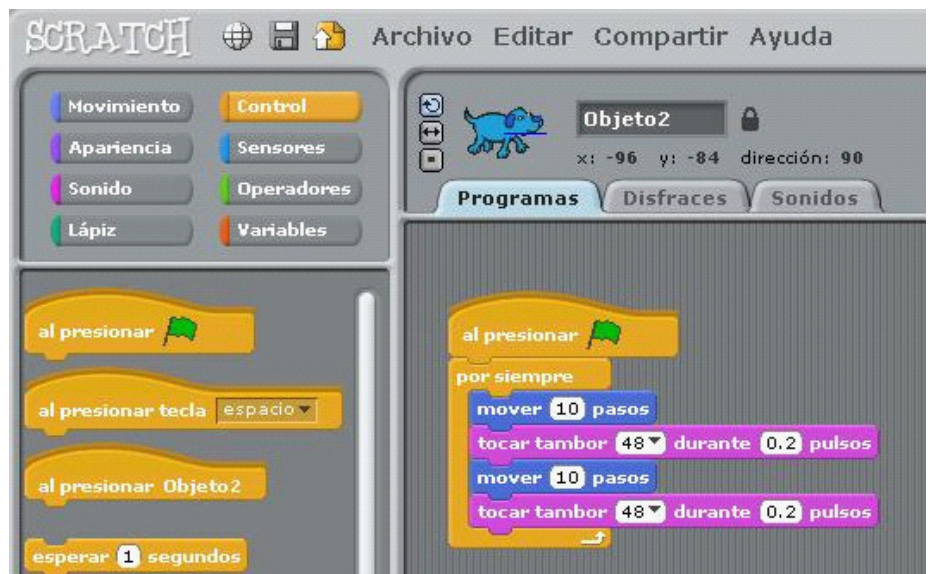 SCRATCH Archivo Editar Compartir Ayuda
Movimiento Control
Apariencia Sensores
Sonido Operadores
Lápiz Variables
Objeto2
x: -96 y: -84 dirección: 90
Programas Disfraces Sonidos
al presionar
al presionar tecla espacio
al presionar Objeto2
esperar 1 segundos
al presionar
por siempre
mover 10 pasos
tocar tambor 48 durante 0.2 pulsos
mover 10 pasos
tocar tambor 48 durante 0.2 pulsos